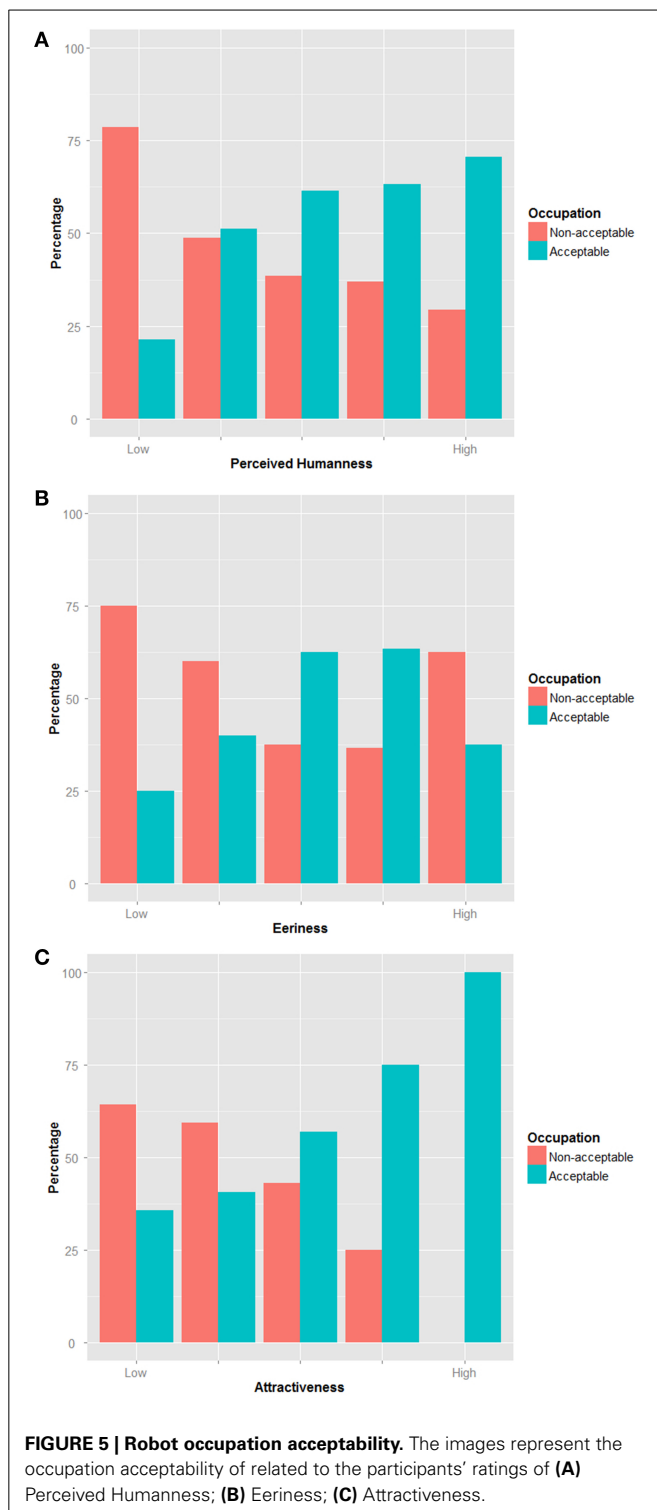 A
100
75
50
25
0
Percentage
Low
High
Perceived Humanness
Occupation
Non-acceptable
Acceptable
B
100
75
50
25
0
Percentage
Low
High
Eeriness
Occupation
Non-acceptable
Acceptable
C
100
75
50
25
0
Percentage
Low
High
Attractiveness
Occupation
Non-acceptable
Acceptable
FIGURE 5 | Robot occupation acceptability. The images represent the
occupation acceptability of related to the participants' ratings of (A)
Perceived Humanness; (B) Eeriness; (C) Attractiveness.